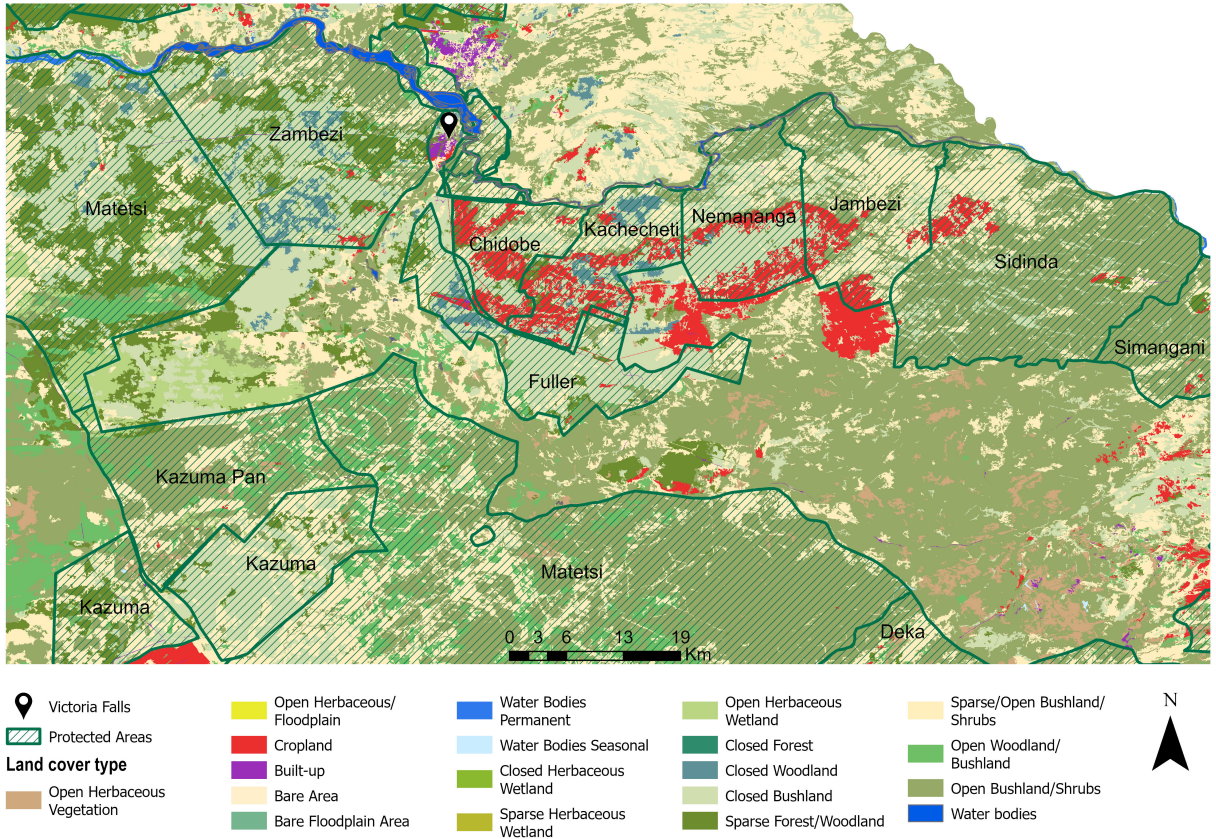 Zambezi
Matetsi
Chidobe
Kachecheti
Nemananga
Jambezi
Sidinda
Simangani
Fuller
Kazuma Pan
Kazuma
Matetsi
Kazuma
Deka
0 3 6 13 19
Km
Victoria Falls
Protected Areas
Land cover type
Open Herbaceous
Vegetation
Open Herbaceous/
Floodplain
Cropland
Built-up
Bare Area
Bare Floodplain Area
Water Bodies
Permanent
Water Bodies Seasonal
Closed Herbaceous
Wetland
Sparse Herbaceous
Wetland
Open Herbaceous
Wetland
Closed Forest
Closed Woodland
Closed Bushland
Sparse Forest/Woodland
Sparse/Open Bushland/
Shrubs
Open Woodland/
Bushland
Open Bushland/Shrubs
Water bodies
N